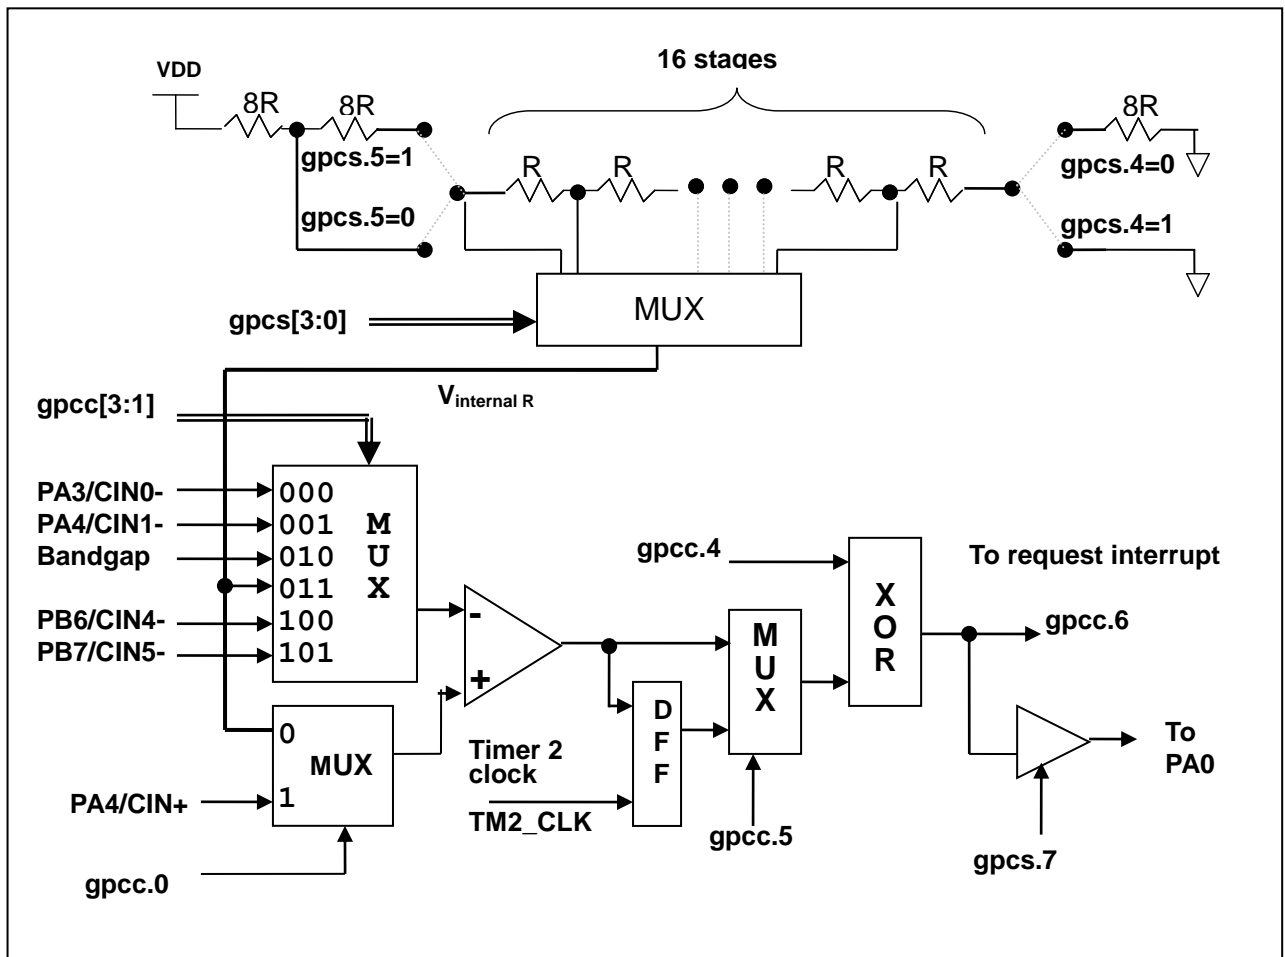 16 stages
VDD
8R
8R
8R
gpcs.5=1
gpcs.4=0
R
R
R
R
gpcs.5=0
gpcs.4=1
MUX
gpcs[3:0]
Vinternal R
gpcc[3:1]
PA3/CIN0-
000
PA4/CIN1-
001
M
Bandgap
010
U
011
X
PB6/CIN4-
100
PB7/CIN5-
101
-
+
gpcc.4
To request interrupt
X
O
R
gpcc.6
M
U
X
D
F
F
0
MUX
1
PA4/CIN+
gpcc.0
Timer 2
clock
TM2_CLK
gpcc.5
To
PA0
gpcs.7